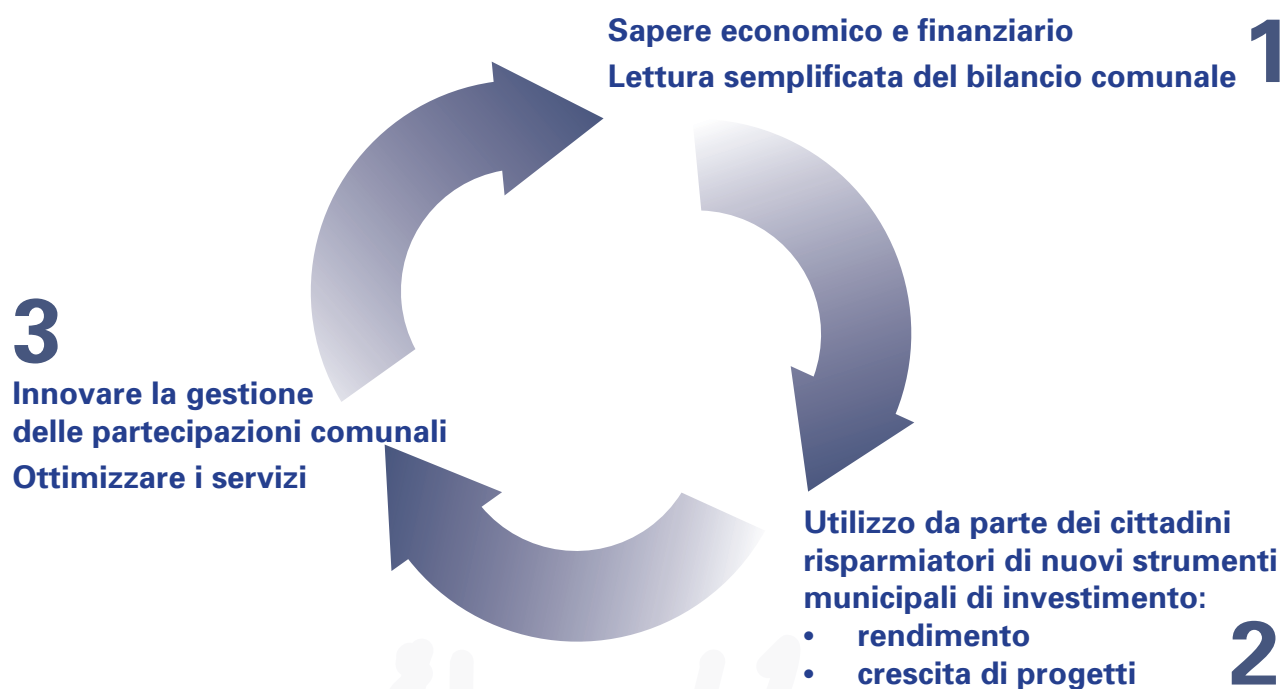 Sapere economico e finanziario
Lettura semplificata del bilancio comunale
1
Utilizzo da parte dei cittadini
risparmiatori di nuovi strumenti
municipali di investimento:
• rendimento
• crescita di progetti
2
3
Innovare la gestione
delle partecipazioni comunali
Ottimizzare i servizi